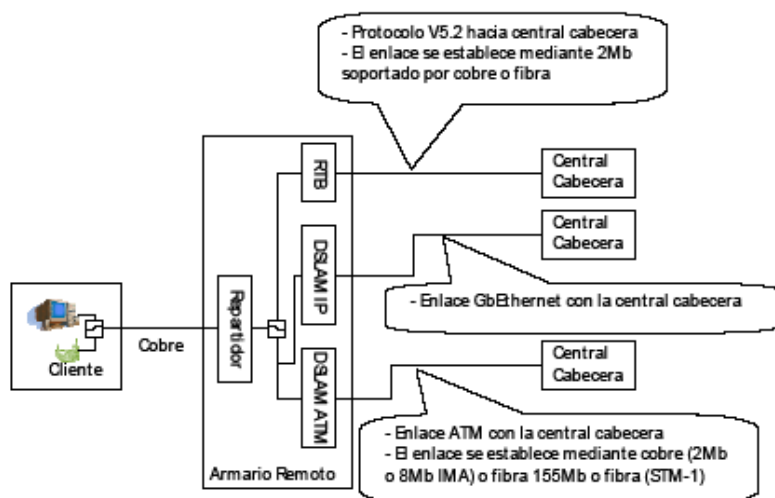 - Protocolo V5.2 hacia central cabecera
- El enlace se establece mediante 2Mb
soportado por cobre o fibra
RTB
Central
Cabecera
DSLAM IP
Central
Cabecera
Repartidor
- Enlace GbEthernet con la central cabecera
Cobre
Cliente
DSLAM ATM
Central
Cabecera
- Enlace ATM con la central cabecera
- El enlace se establece mediante cobre (2Mb
o 8Mb IMA) o fibra 155Mb o fibra (STM-1)
Armario Remoto